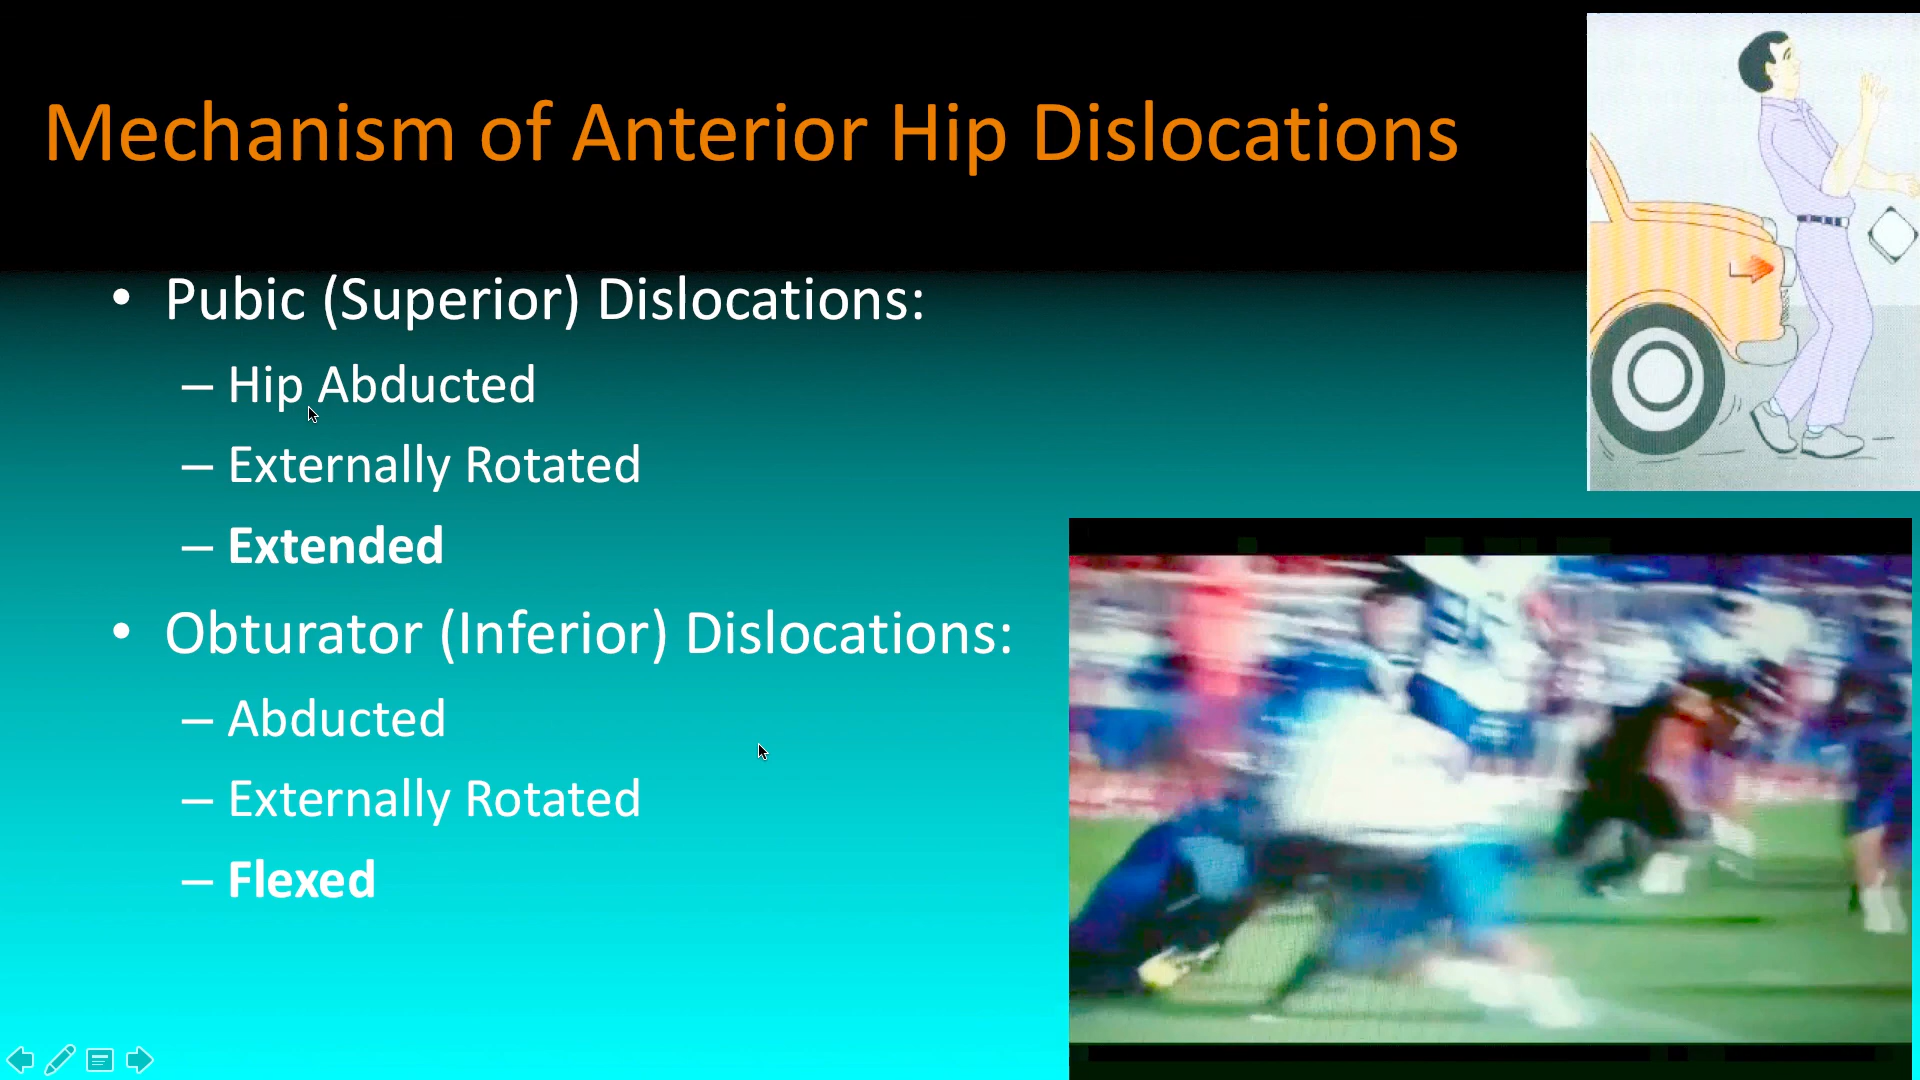 Mechanism of Anterior Hip Dislocations
• Pubic (Superior) Dislocations:
– Hip Abducted
– Externally Rotated
– Extended
• Obturator (Inferior) Dislocations:
– Abducted
– Externally Rotated
– Flexed